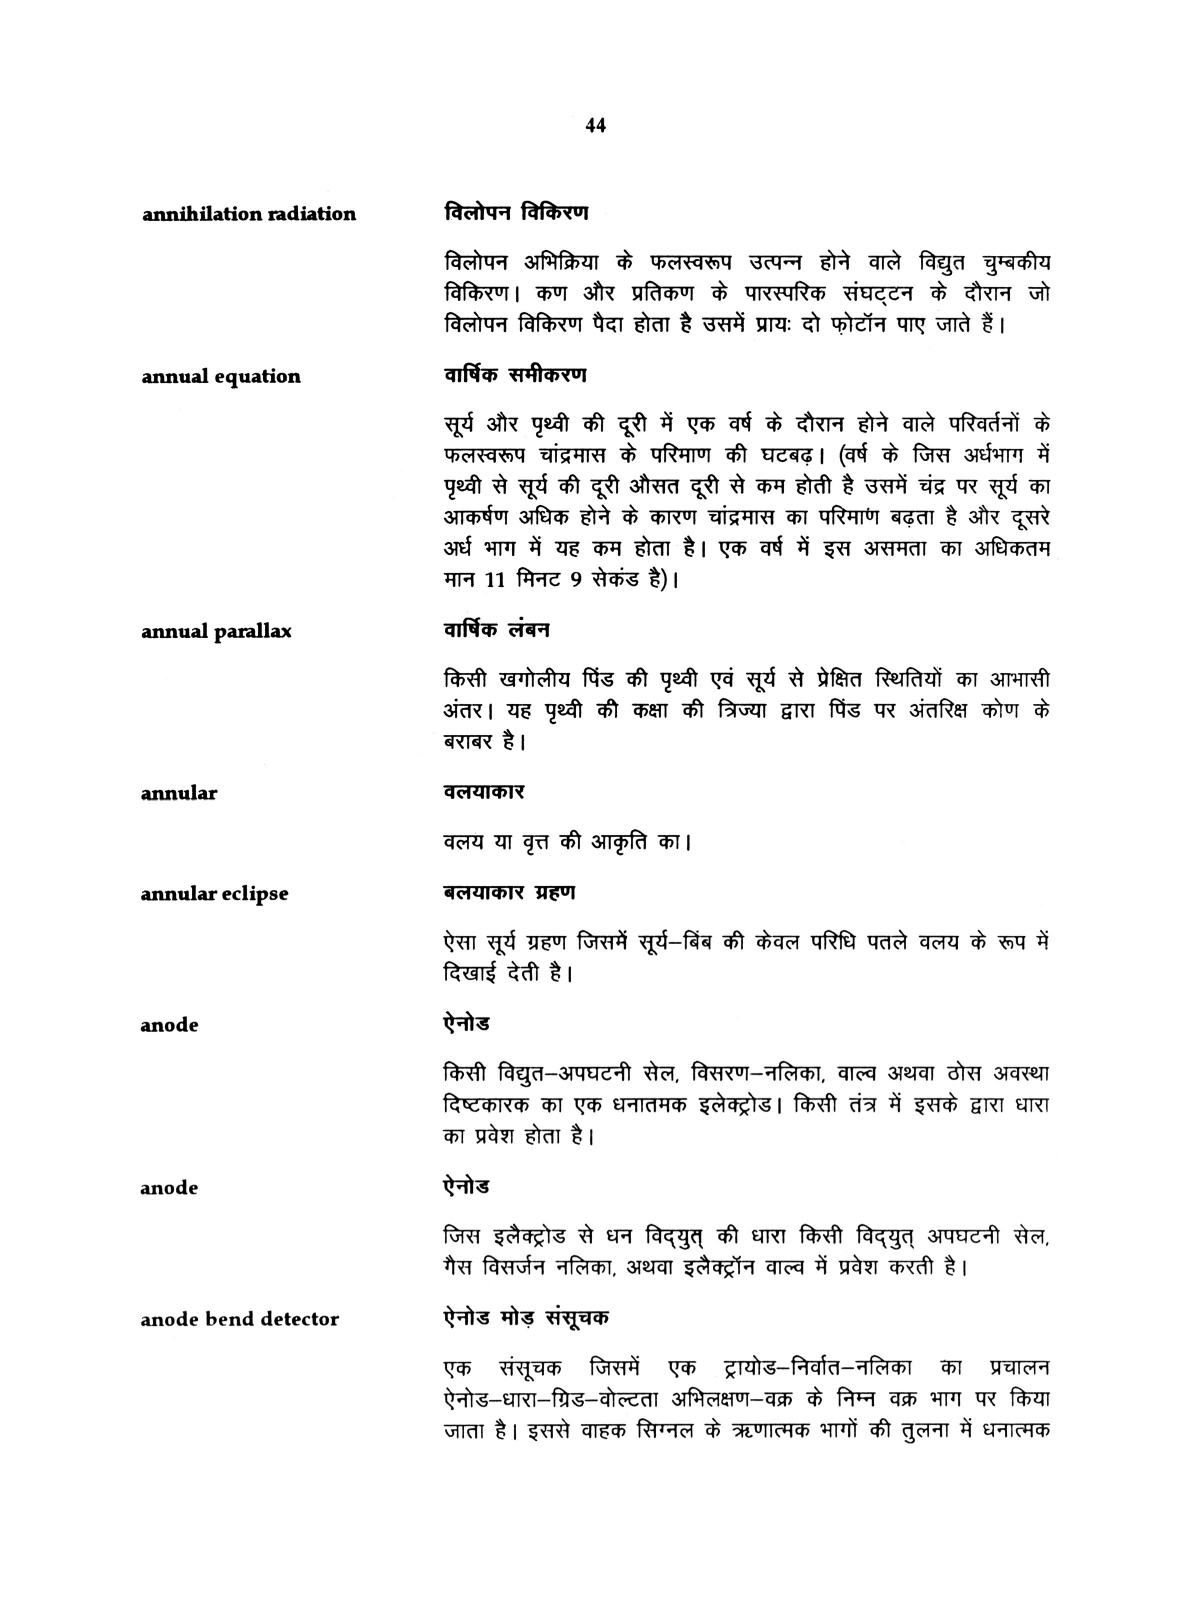 44
annihilation radiation विलोपन विकिरण
विलोपन अभिक्रिया के फलस्वरूप उत्पन्न होने वाले विद्युत चुम्बकीय
विकिरण। कण और प्रतिकण के पारस्परिक संघट्टन के दौरान जो
विलोपन विकिरण पैदा होता है उसमें प्रायः दो फ़ोटॉन पाए जाते हैं।
annual equation वार्षिक समीकरण
सूर्य और पृथ्वी की दूरी में एक वर्ष के दौरान होने वाले परिवर्तनों के
फलस्वरूप चांद्रमास के परिमाण की घटबढ़। (वर्ष के जिस अर्धभाग में
पृथ्वी से सूर्य की दूरी औसत दूरी से कम होती है उसमें चंद्र पर सूर्य का
आकर्षण अधिक होने के कारण चांद्रमास का परिमाण बढ़ता है और दूसरे
अर्ध भाग में यह कम होता है। एक वर्ष में इस असमता का अधिकतम
मान 11 मिनट 9 सेकंड है)।
annual parallax वार्षिक लंबन
किसी खगोलीय पिंड की पृथ्वी एवं सूर्य से प्रेक्षित स्थितियों का आभासी
अंतर। यह पृथ्वी की कक्षा की त्रिज्या द्वारा पिंड पर अंतरिक्ष कोण के
बराबर है।
annular वलयाकार
वलय या वृत्त की आकृति का।
annular eclipse बलयाकार ग्रहण
ऐसा सूर्य ग्रहण जिसमें सूर्य–बिंब की केवल परिधि पतले वलय के रूप में
दिखाई देती है।
anode ऐनोड
किसी विद्युत–अपघटनी सेल, विसरण–नलिका, वाल्व अथवा ठोस अवस्था
दिष्टकारक का एक धनातमक इलेक्ट्रोड। किसी तंत्र में इसके द्वारा धारा
का प्रवेश होता है।
anode ऐनोड
जिस इलैक्ट्रोड से धन विद्युत् की धारा किसी विद्युत् अपघटनी सेल,
गैस विसर्जन नलिका, अथवा इलैक्ट्रॉन वाल्व में प्रवेश करती है।
anode bend detector ऐनोड मोड़ संसूचक
एक संसूचक जिसमें एक ट्रायोड–निर्वात–नलिका का प्रचालन
ऐनोड–धारा–ग्रिड–वोल्टता अभिलक्षण–वक्र के निम्न वक्र भाग पर किया
जाता है। इससे वाहक सिग्नल के ऋणात्मक भागों की तुलना में धनात्मक